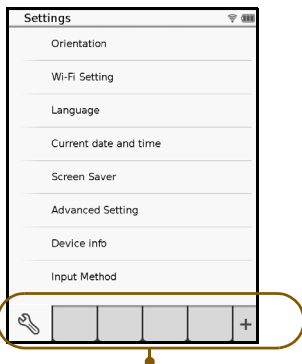 Settings
Orientation
Wi-Fi Setting
Language
Current date and time
Screen Saver
Advanced Setting
Device info
Input Method
+